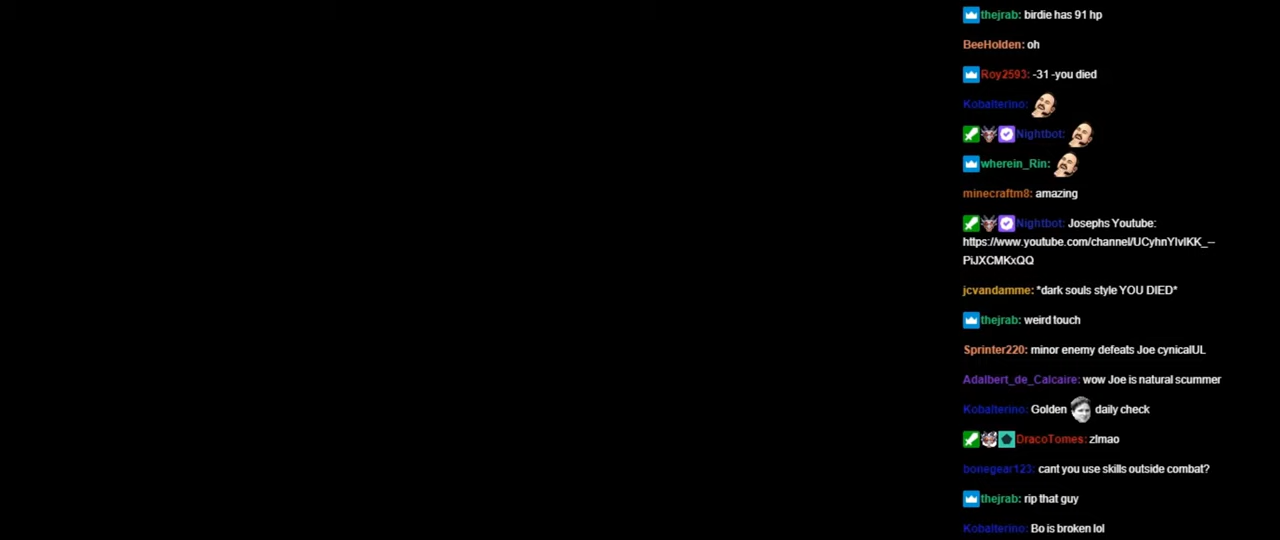 thejrab: birdie has 91 hp
BeeHolden: oh
Roy2593: -31 -you died
Kobalterino:
Nightbot:
wherein_Rin:
minecraftm8: amazing
Nightbot: Josephs Youtube:
https://www.youtube.com/channel/UCyhnYlvIKK_--
PiJXCMKxQQ
jcvandamme: *dark souls style YOU DIED*
thejrab: weird touch
Sprinter220: minor enemy defeats Joe cynicalUL
Adalbert_de_Calcaire: wow Joe is natural scummer
Kobalterino: Golden daily check
DracoTomes: zlmao
bonegear123: cant you use skills outside combat?
thejrab: rip that guy
Kobalterino: Bo is broken lol